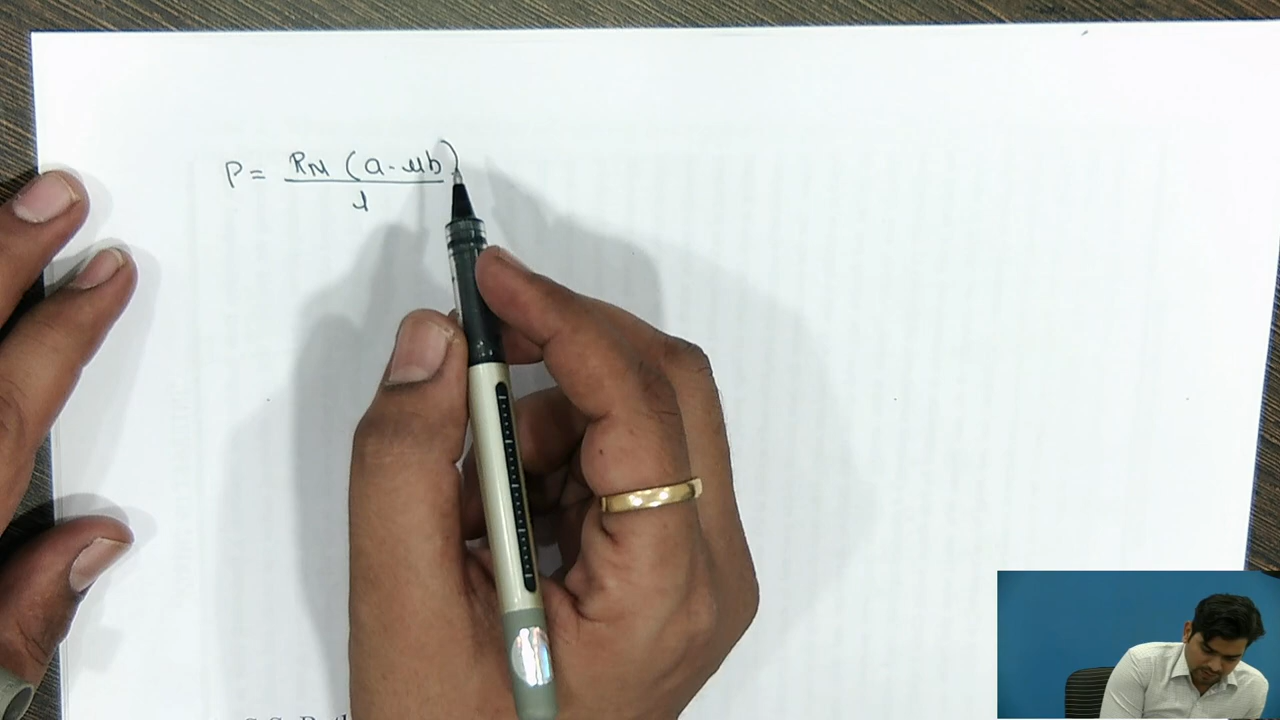 P = RN (a - μb)
l